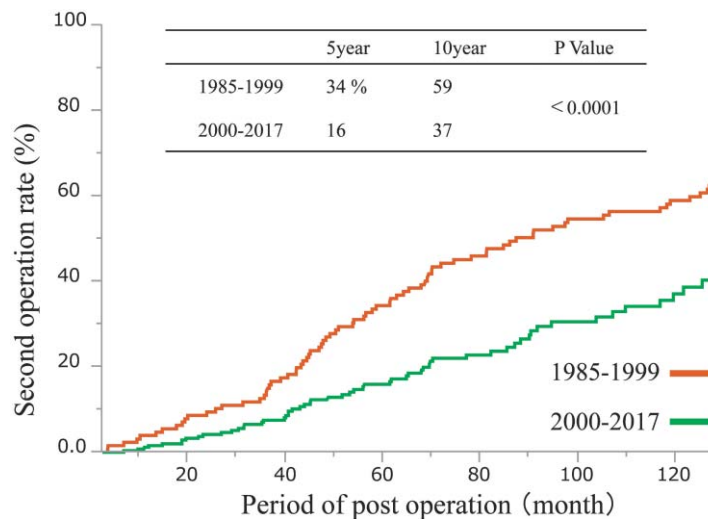 100
80
60
40
20
0.0
Second operation rate (%)
5year 10year P Value
1985-1999 34 % 59
< 0.0001
2000-2017 16 37
1985-1999
2000-2017
20 40 60 80 100 120
Period of post operation (month)